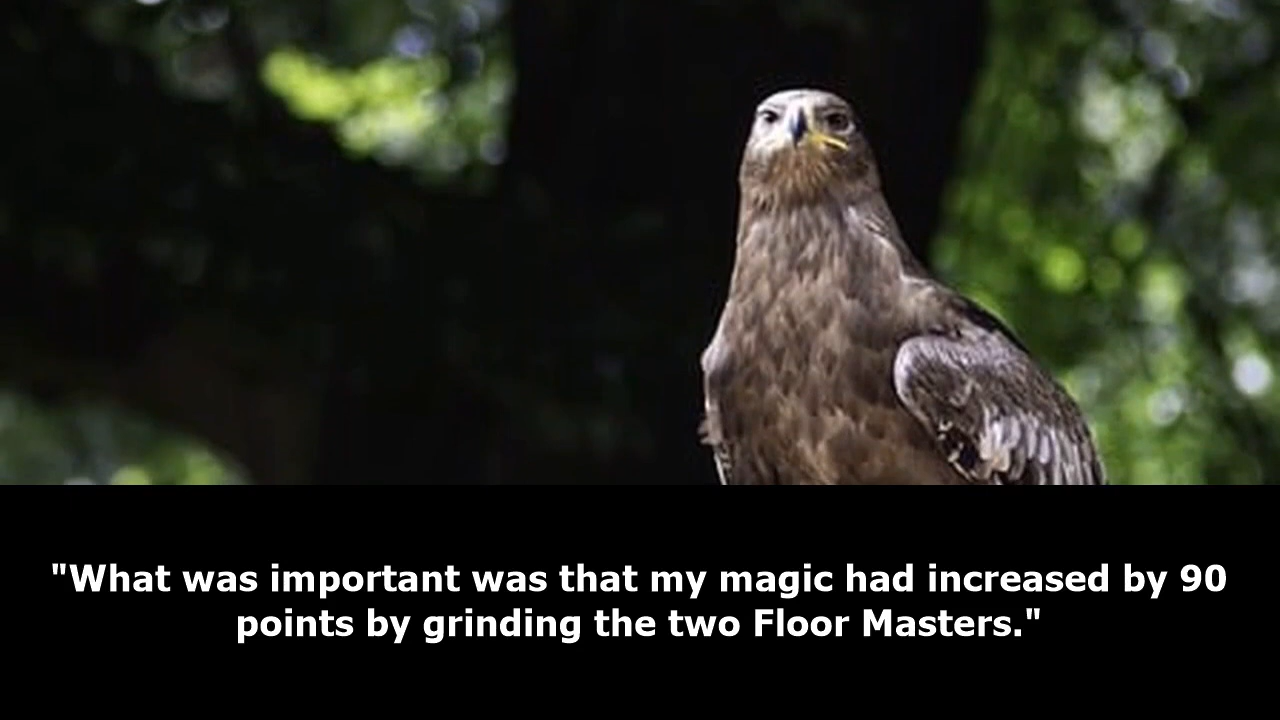 "What was important was that my magic had increased by 90
points by grinding the two Floor Masters."